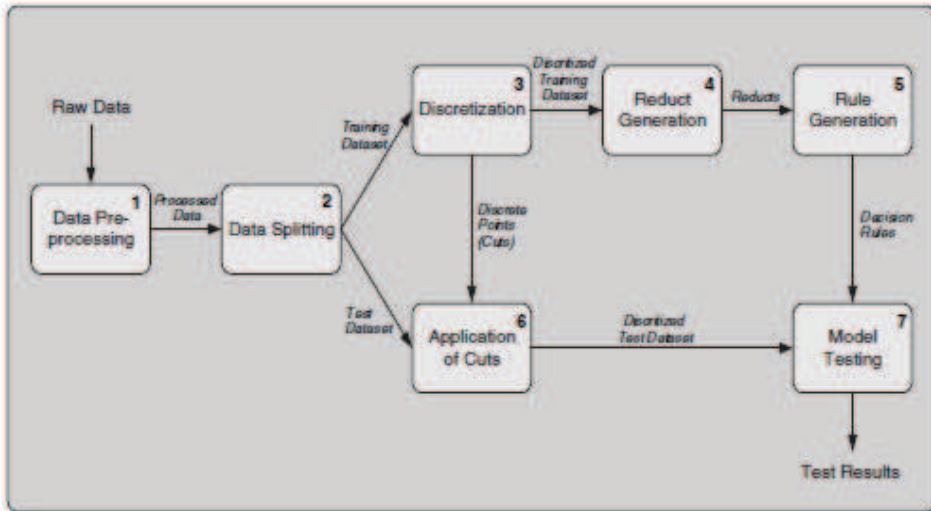 Raw Data
1
Data Pre-
processing
Processed
Data
2
Data Splitting
Training
Dataset
Test
Dataset
3
Discretization
Discritized
Training
Dataset
4
Reduct
Generation
Reducts
5
Rule
Generation
Discrete
Points
(Cuts)
Decision
Rules
6
Application
of Cuts
Discritized
Test Dataset
7
Model
Testing
Test Results